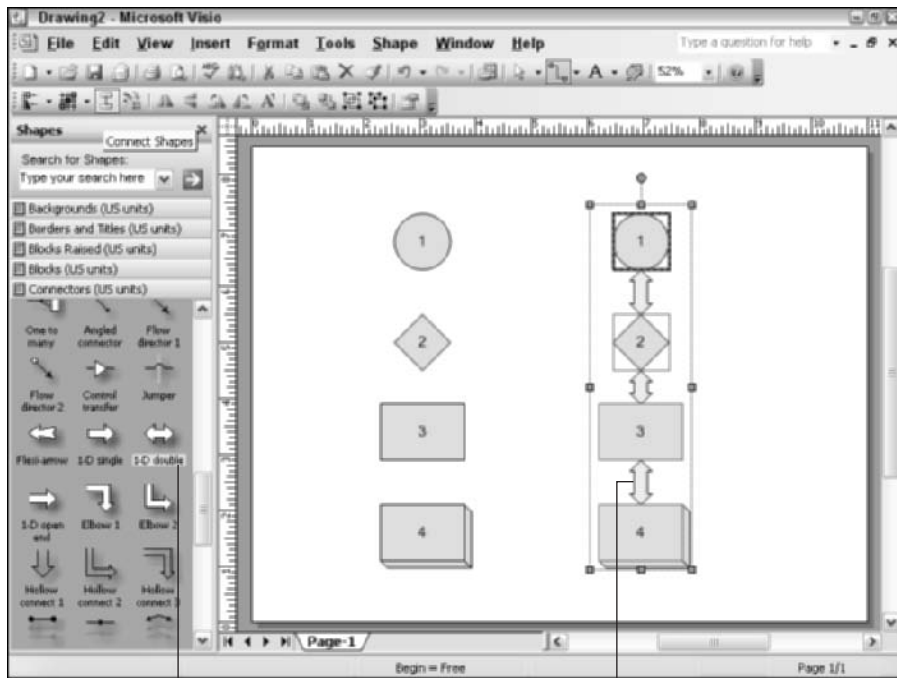 Drawing2 - Microsoft Visio
File Edit View Insert Format Tools Shape Window Help Type a question for help
A 52%
Shapes
Connect Shapes
Search for Shapes:
Type your search here
Backgrounds (US units)
Borders and Titles (US units)
Blocks Raised (US units)
Blocks (US units)
Connectors (US units)
One to many Angled connector Flow director 1
Flow director 2 Control transfer Jumper
Flexi-arrow 1-D single 1-D double
1-D open end Elbow 1 Elbow 2
Hollow connect 1 Hollow connect 2 Hollow connect 3
1 1
2 2
3 3
4 4
Page-1
Begin = Free Page 1/1